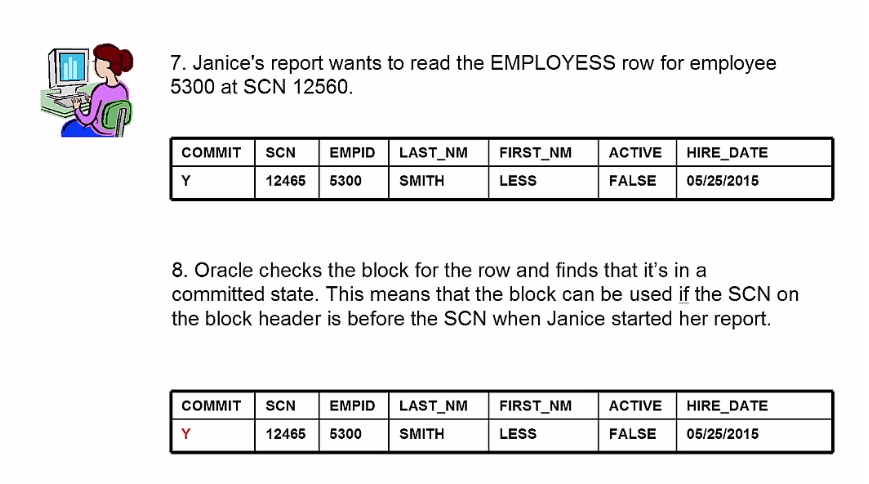 7. Janice's report wants to read the EMPLOYESS row for employee
5300 at SCN 12560.
COMMIT SCN EMPID LAST_NM FIRST_NM ACTIVE HIRE_DATE
Y 12465 5300 SMITH LESS FALSE 05/25/2015
8. Oracle checks the block for the row and finds that it's in a
committed state. This means that the block can be used if the SCN on
the block header is before the SCN when Janice started her report.
COMMIT SCN EMPID LAST_NM FIRST_NM ACTIVE HIRE_DATE
Y 12465 5300 SMITH LESS FALSE 05/25/2015